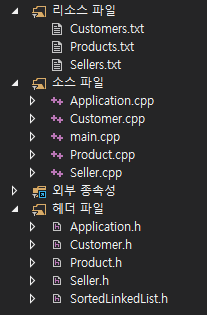 리소스 파일
Customers.txt
Products.txt
Sellers.txt
소스 파일
Application.cpp
Customer.cpp
main.cpp
Product.cpp
Seller.cpp
외부 종속성
헤더 파일
Application.h
Customer.h
Product.h
Seller.h
SortedLinkedList.h